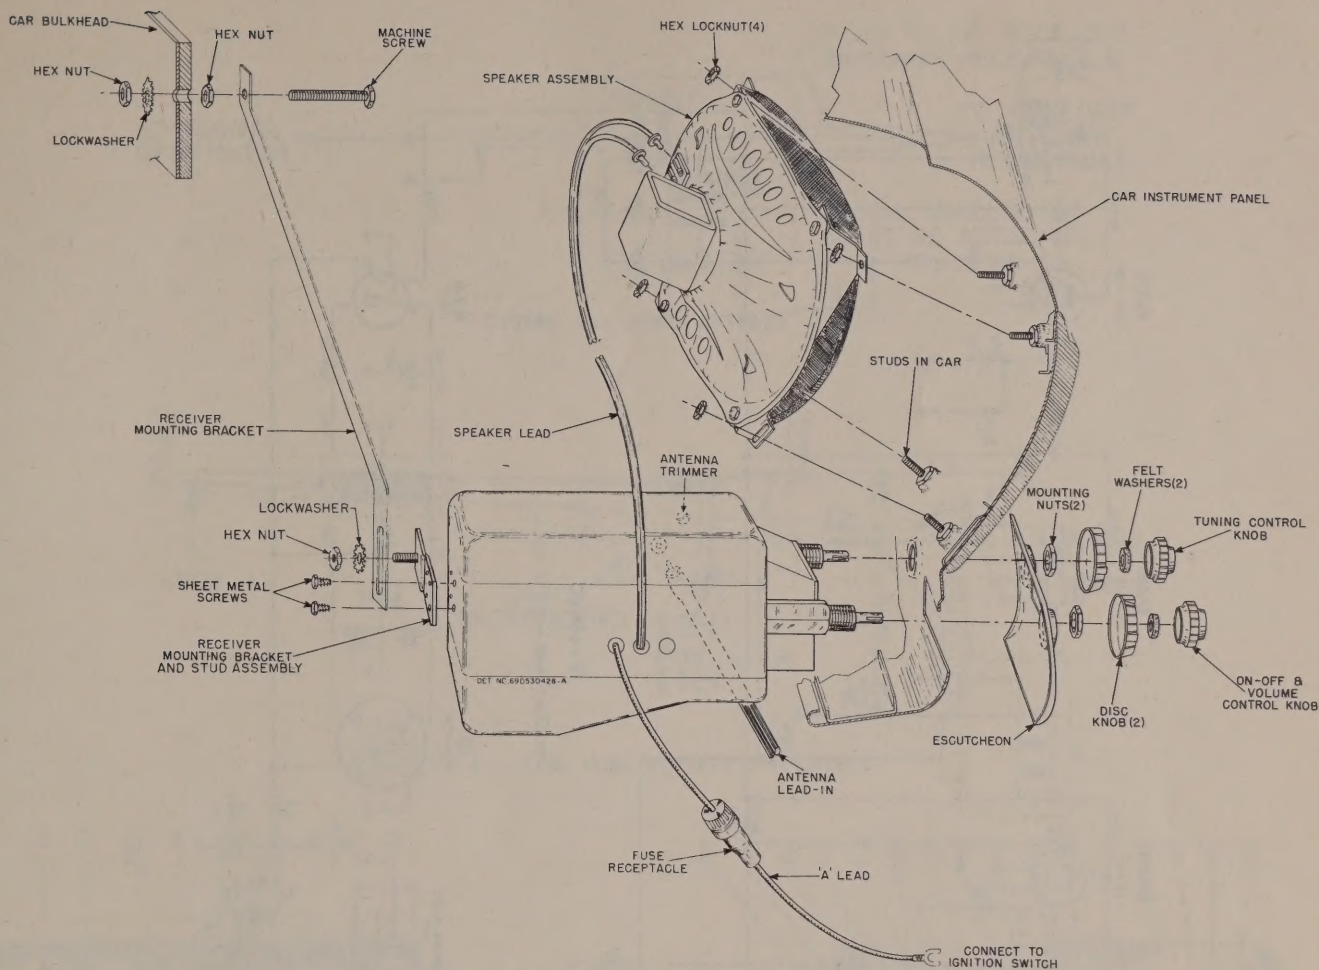 CAR BULKHEAD
HEX NUT
MACHINE
SCREW
HEX NUT
LOCKWASHER
HEX LOCKNUT(4)
SPEAKER ASSEMBLY
CAR INSTRUMENT PANEL
STUDS IN CAR
RECEIVER
MOUNTING BRACKET
SPEAKER LEAD
ANTENNA
TRIMMER
LOCKWASHER
HEX NUT
SHEET METAL
SCREWS
RECEIVER
MOUNTING BRACKET
AND STUD ASSEMBLY
MOUNTING
NUTS(2)
FELT
WASHERS(2)
TUNING CONTROL
KNOB
DET NC.69D530428-A
ON-OFF &
VOLUME
CONTROL KNOB
DISC
KNOB(2)
ESCUTCHEON
ANTENNA
LEAD-IN
FUSE
RECEPTACLE
'A' LEAD
CONNECT TO
IGNITION SWITCH